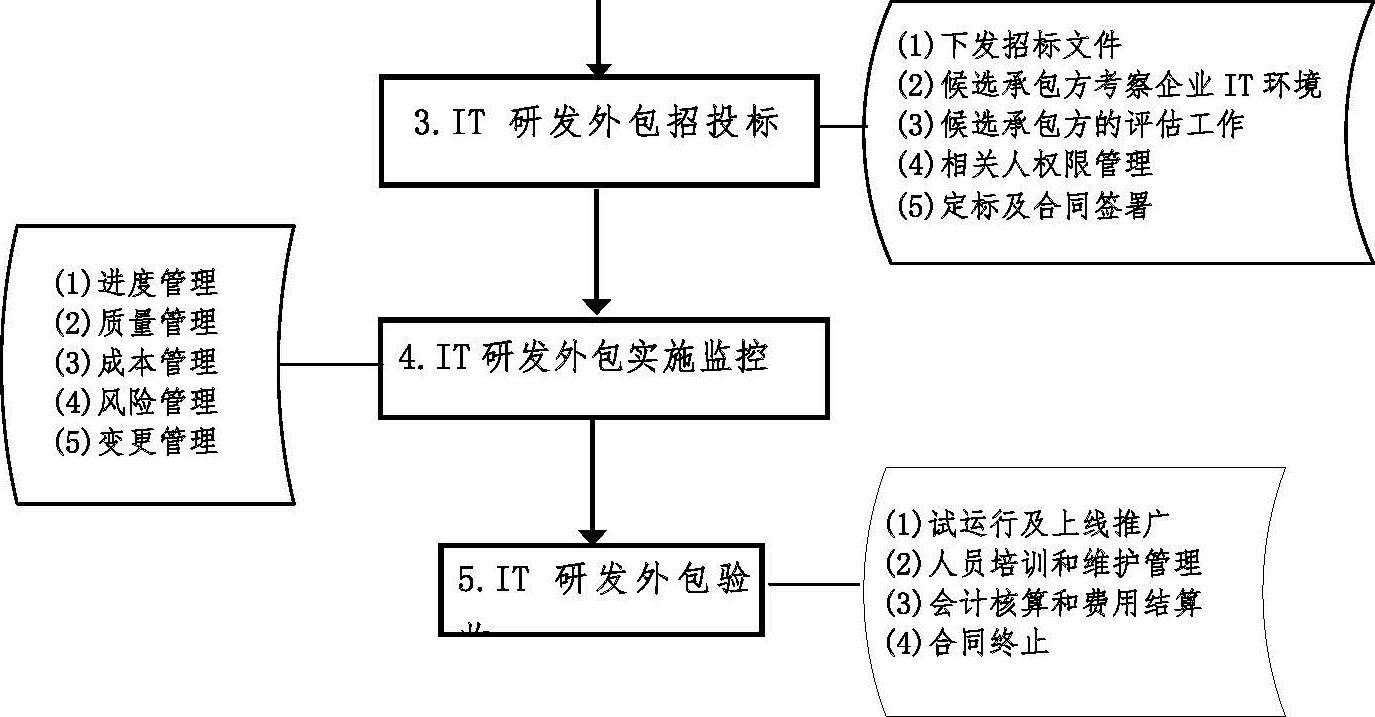 3.IT 研发外包招投标
(1)下发招标文件
(2)候选承包方考察企业IT环境
(3)候选承包方的评估工作
(4)相关人权限管理
(5)定标及合同签署
(1)进度管理
(2)质量管理
(3)成本管理
(4)风险管理
(5)变更管理
4.IT研发外包实施监控
5.IT 研发外包验
(1)试运行及上线推广
(2)人员培训和维护管理
(3)会计核算和费用结算
(4)合同终止